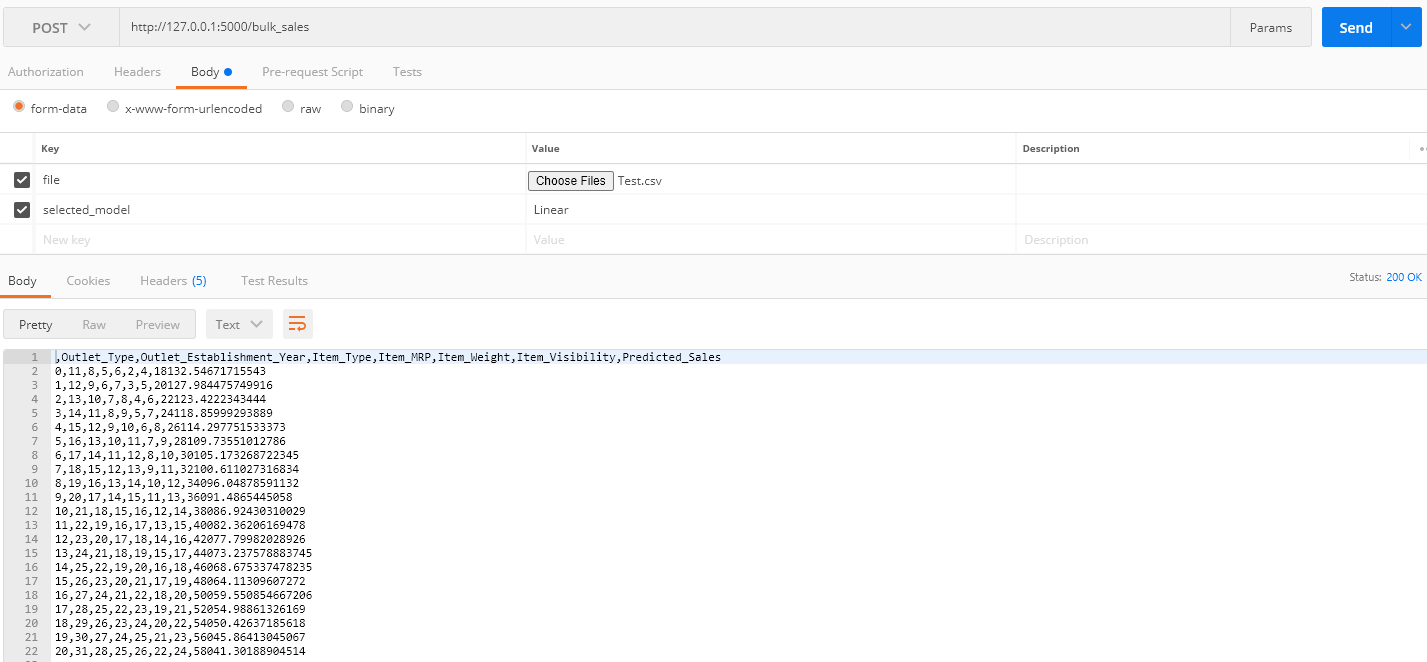 POST http://127.0.0.1:5000/bulk_sales Params Send
Authorization Headers Body Pre-request Script Tests
form-data x-www-form-urlencoded raw binary
Key Value Description
file Choose Files Test.csv
selected_model Linear
New key Value Description
Body Cookies Headers (5) Test Results Status: 200 OK
Pretty Raw Preview Text
1 ,Outlet_Type,Outlet_Establishment_Year,Item_Type,Item_MRP,Item_Weight,Item_Visibility,Predicted_Sales
2 0,11,8,5,6,2,4,18132.54671715543
3 1,12,9,6,7,3,5,20127.984475749916
4 2,13,10,7,8,4,6,22123.4222343444
5 3,14,11,8,9,5,7,24118.85999293889
6 4,15,12,9,10,6,8,26114.297751533373
7 5,16,13,10,11,7,9,28109.73551012786
8 6,17,14,11,12,8,10,30105.173268722345
9 7,18,15,12,13,9,11,32100.611027316834
10 8,19,16,13,14,10,12,34096.04878591132
11 9,20,17,14,15,11,13,36091.4865445058
12 10,21,18,15,16,12,14,38086.92430310029
13 11,22,19,16,17,13,15,40082.36206169478
14 12,23,20,17,18,14,16,42077.79982028926
15 13,24,21,18,19,15,17,44073.237578883745
16 14,25,22,19,20,16,18,46068.675337478235
17 15,26,23,20,21,17,19,48064.11309607272
18 16,27,24,21,22,18,20,50059.550854667206
19 17,28,25,22,23,19,21,52054.98861326169
20 18,29,26,23,24,20,22,54050.42637185618
21 19,30,27,24,25,21,23,56045.86413045067
22 20,31,28,25,26,22,24,58041.30188904514